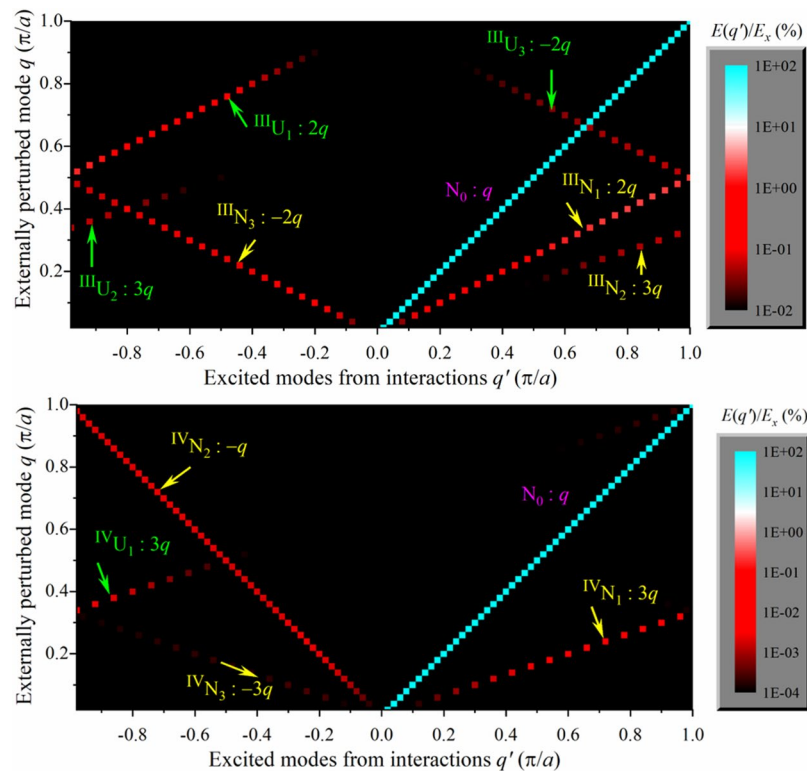 E(q′)/Eₓ (%)
1.0
0.8
0.6
0.4
0.2
Externally perturbed mode q (π/a)
ᴵᴵᴵU₁ : 2q
ᴵᴵᴵU₃ : −2q
N₀ : q
ᴵᴵᴵN₁ : 2q
ᴵᴵᴵN₃ : −2q
ᴵᴵᴵU₂ : 3q
ᴵᴵᴵN₂ : 3q
-0.8 -0.6 -0.4 -0.2 0.0 0.2 0.4 0.6 0.8 1.0
Excited modes from interactions q′ (π/a)
1E+02
1E+01
1E+00
1E-01
1E-02
E(q′)/Eₓ (%)
1.0
0.8
0.6
0.4
0.2
Externally perturbed mode q (π/a)
ᴵⱽN₂ : −q
N₀ : q
ᴵⱽU₁ : 3q
ᴵⱽN₁ : 3q
ᴵⱽN₃ : −3q
-0.8 -0.6 -0.4 -0.2 0.0 0.2 0.4 0.6 0.8 1.0
Excited modes from interactions q′ (π/a)
1E+02
1E+01
1E+00
1E-01
1E-02
1E-03
1E-04